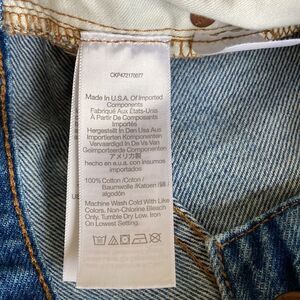 CKP472170077
Made In U.S.A. Of Imported
Components
Fabriqué Aux États-Unis
À Partir De Composants
Importés
Hergestellt In Den Usa Aus
Importierten Komponenten
Vervaardigd In De Vs Van
Geïmporteerde Componenten
アメリカ製
hecho en a.u.a. con insumos
importados
100% Cotton /Coton /
Baumwolle /Katoen /綿 /
algodón
Machine Wash Cold With Like
Colors. Non-Chlorine Bleach
Only, Tumble Dry Low. Iron
On Lowest Setting.